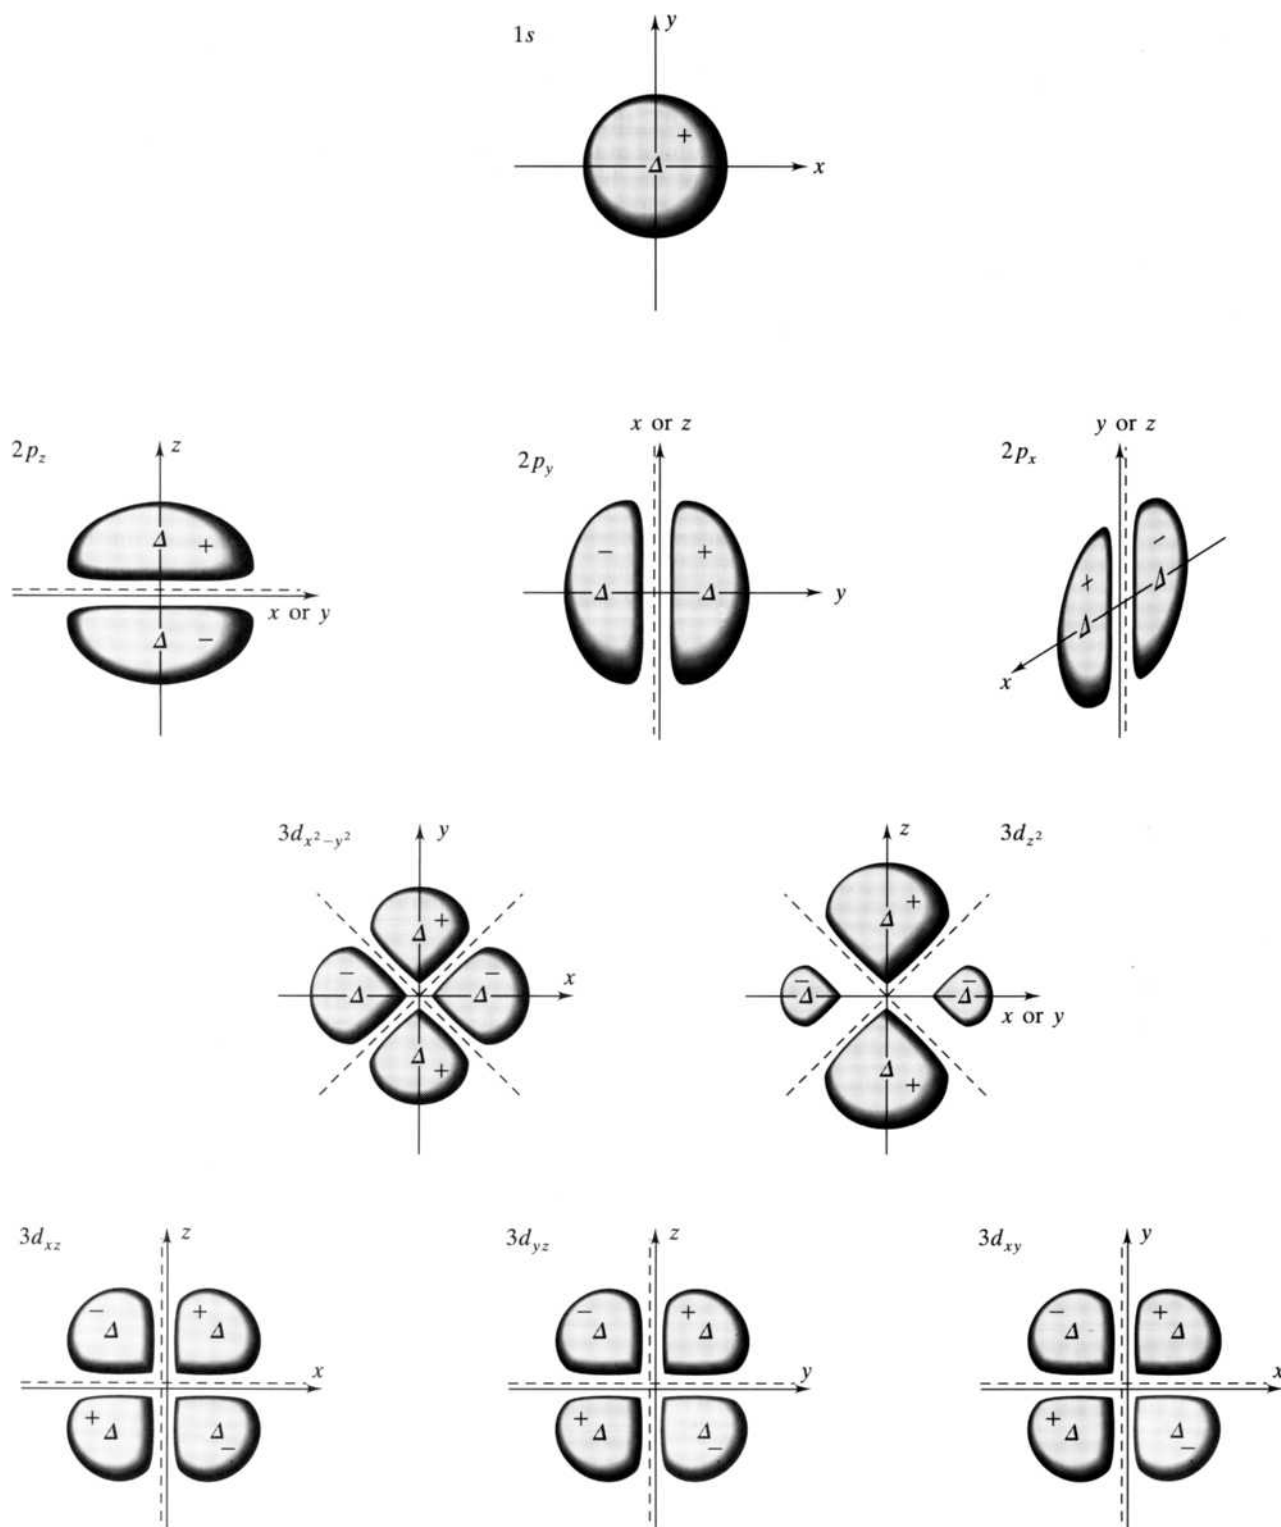 1s
y
+
Δ
x
x or z
y or z
2p_z
z
2p_y
2p_x
Δ
+
−
+
−
+
Δ
Δ
y
Δ
Δ
x or y
Δ
−
x
3d_{x²−y²}
y
z
3d_{z²}
+
Δ
+
Δ
−
Δ
−
Δ
x
−
Δ
−
Δ
x or y
Δ
+
Δ
+
3d_{xz}
z
3d_{yz}
z
3d_{xy}
y
−
Δ
+
Δ
−
Δ
+
Δ
−
Δ
+
Δ
x
y
x
+
Δ
Δ
−
+
Δ
Δ
−
+
Δ
Δ
−